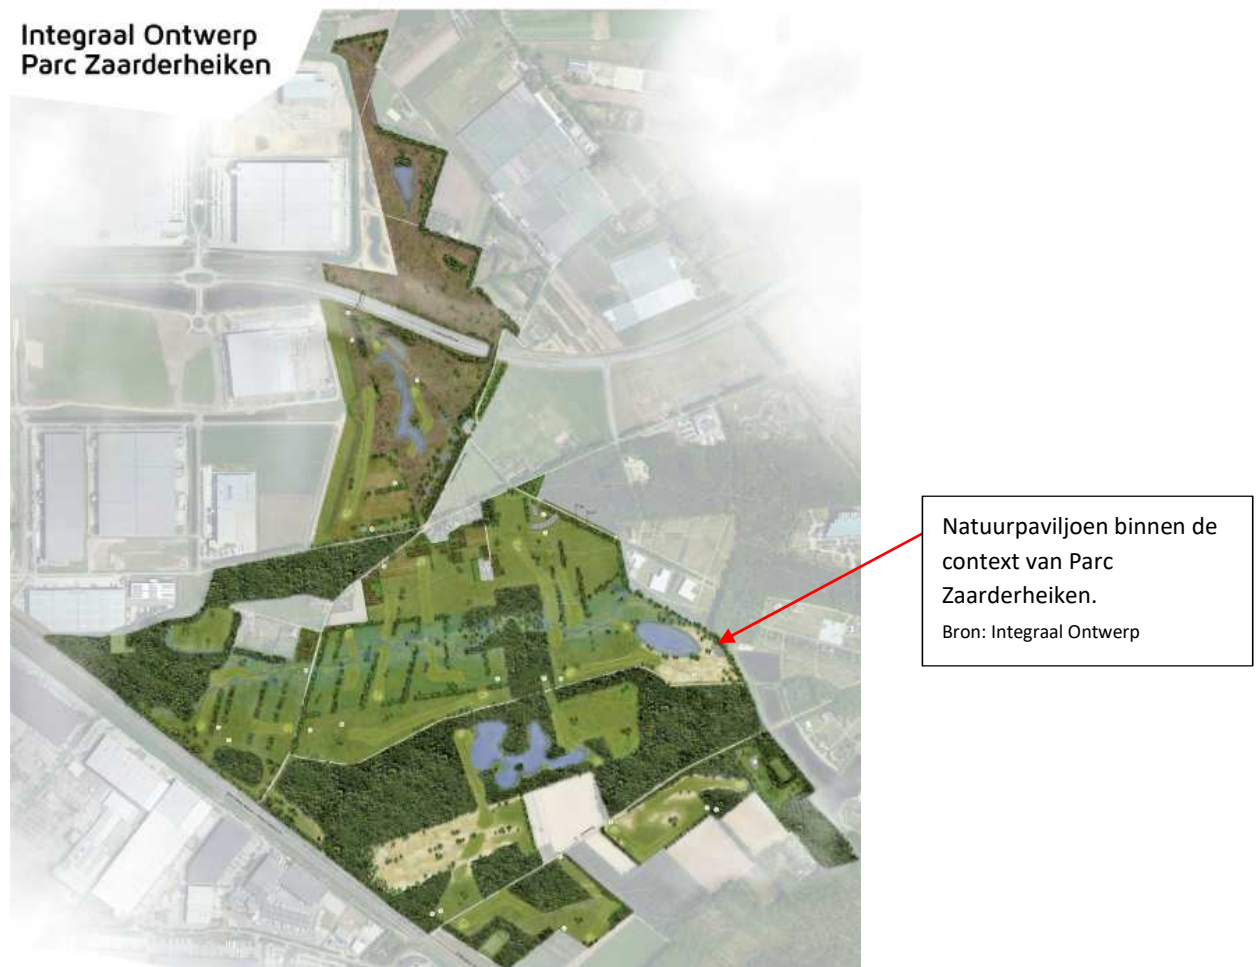 Integraal Ontwerp
Parc Zaarderheiken
Natuurpaviljoen binnen de
context van Parc
Zaarderheiken.
Bron: Integraal Ontwerp